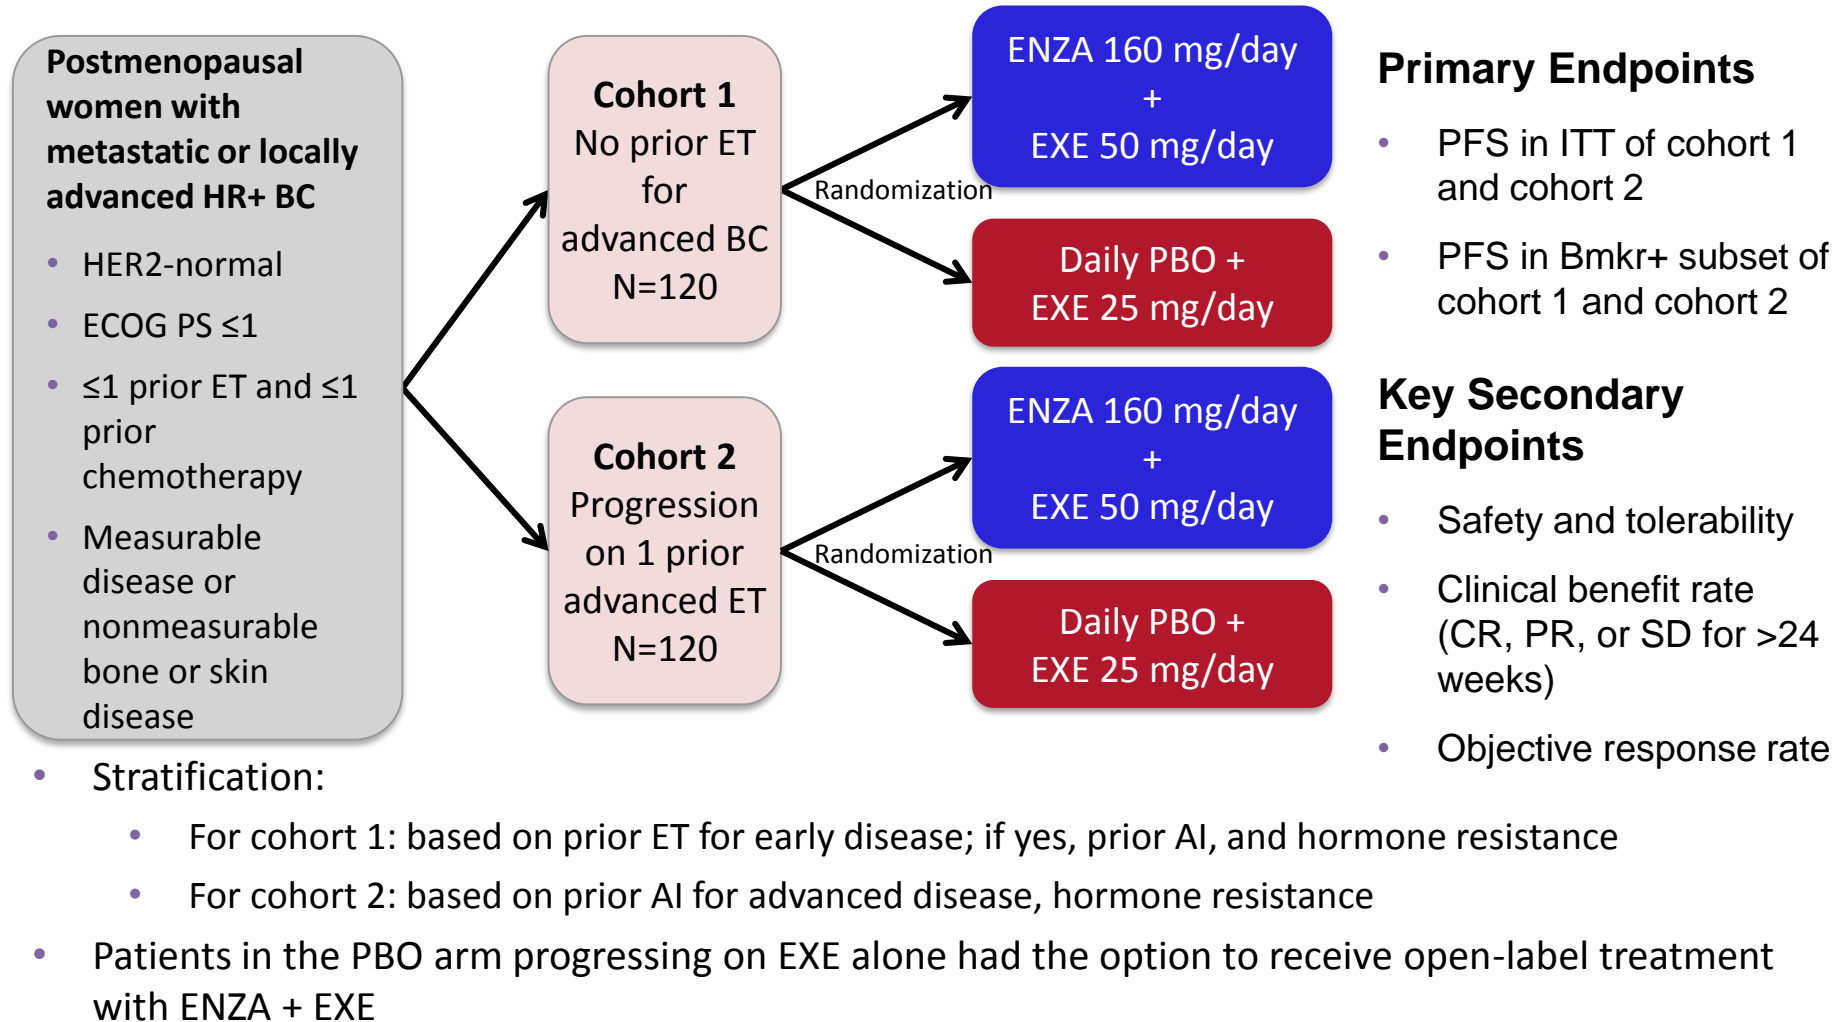 Postmenopausal
women with
metastatic or locally
advanced HR+ BC
• HER2-normal
• ECOG PS ≤1
• ≤1 prior ET and ≤1
prior
chemotherapy
• Measurable
disease or
nonmeasurable
bone or skin
disease
Cohort 1
No prior ET
for
advanced BC
N=120
Randomization
ENZA 160 mg/day
+
EXE 50 mg/day
Daily PBO +
EXE 25 mg/day
Cohort 2
Progression
on 1 prior
advanced ET
N=120
Randomization
ENZA 160 mg/day
+
EXE 50 mg/day
Daily PBO +
EXE 25 mg/day
Primary Endpoints
• PFS in ITT of cohort 1
and cohort 2
• PFS in Bmkr+ subset of
cohort 1 and cohort 2
Key Secondary
Endpoints
• Safety and tolerability
• Clinical benefit rate
(CR, PR, or SD for >24
weeks)
• Objective response rate
• Stratification:
• For cohort 1: based on prior ET for early disease; if yes, prior AI, and hormone resistance
• For cohort 2: based on prior AI for advanced disease, hormone resistance
• Patients in the PBO arm progressing on EXE alone had the option to receive open-label treatment
with ENZA + EXE